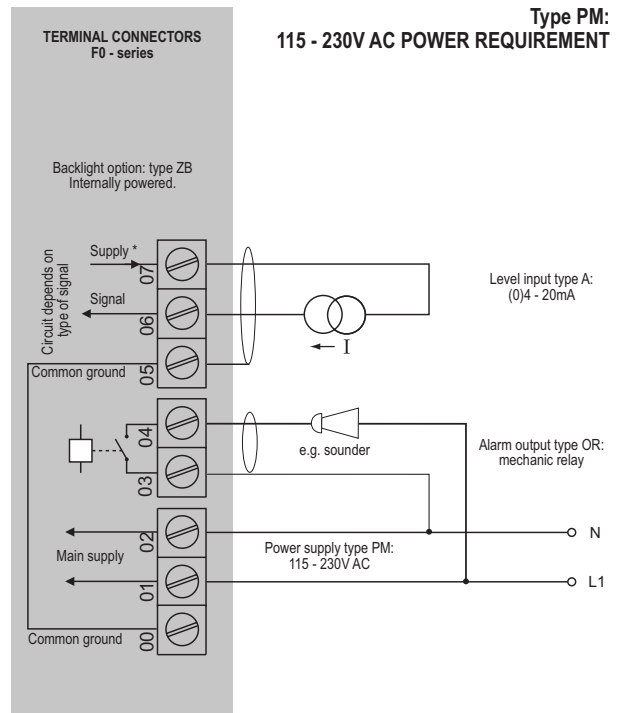 Type PM:
115 - 230V AC POWER REQUIREMENT
TERMINAL CONNECTORS
F0 - series
Backlight option: type ZB
Internally powered.
Circuit depends on
type of signal
Supply *
07
Signal
06
Common ground
05
I
Level input type A:
(0)4 - 20mA
04
03
e.g. sounder
Alarm output type OR:
mechanic relay
02
Main supply
01
Power supply type PM:
115 - 230V AC
N
L1
Common ground
00